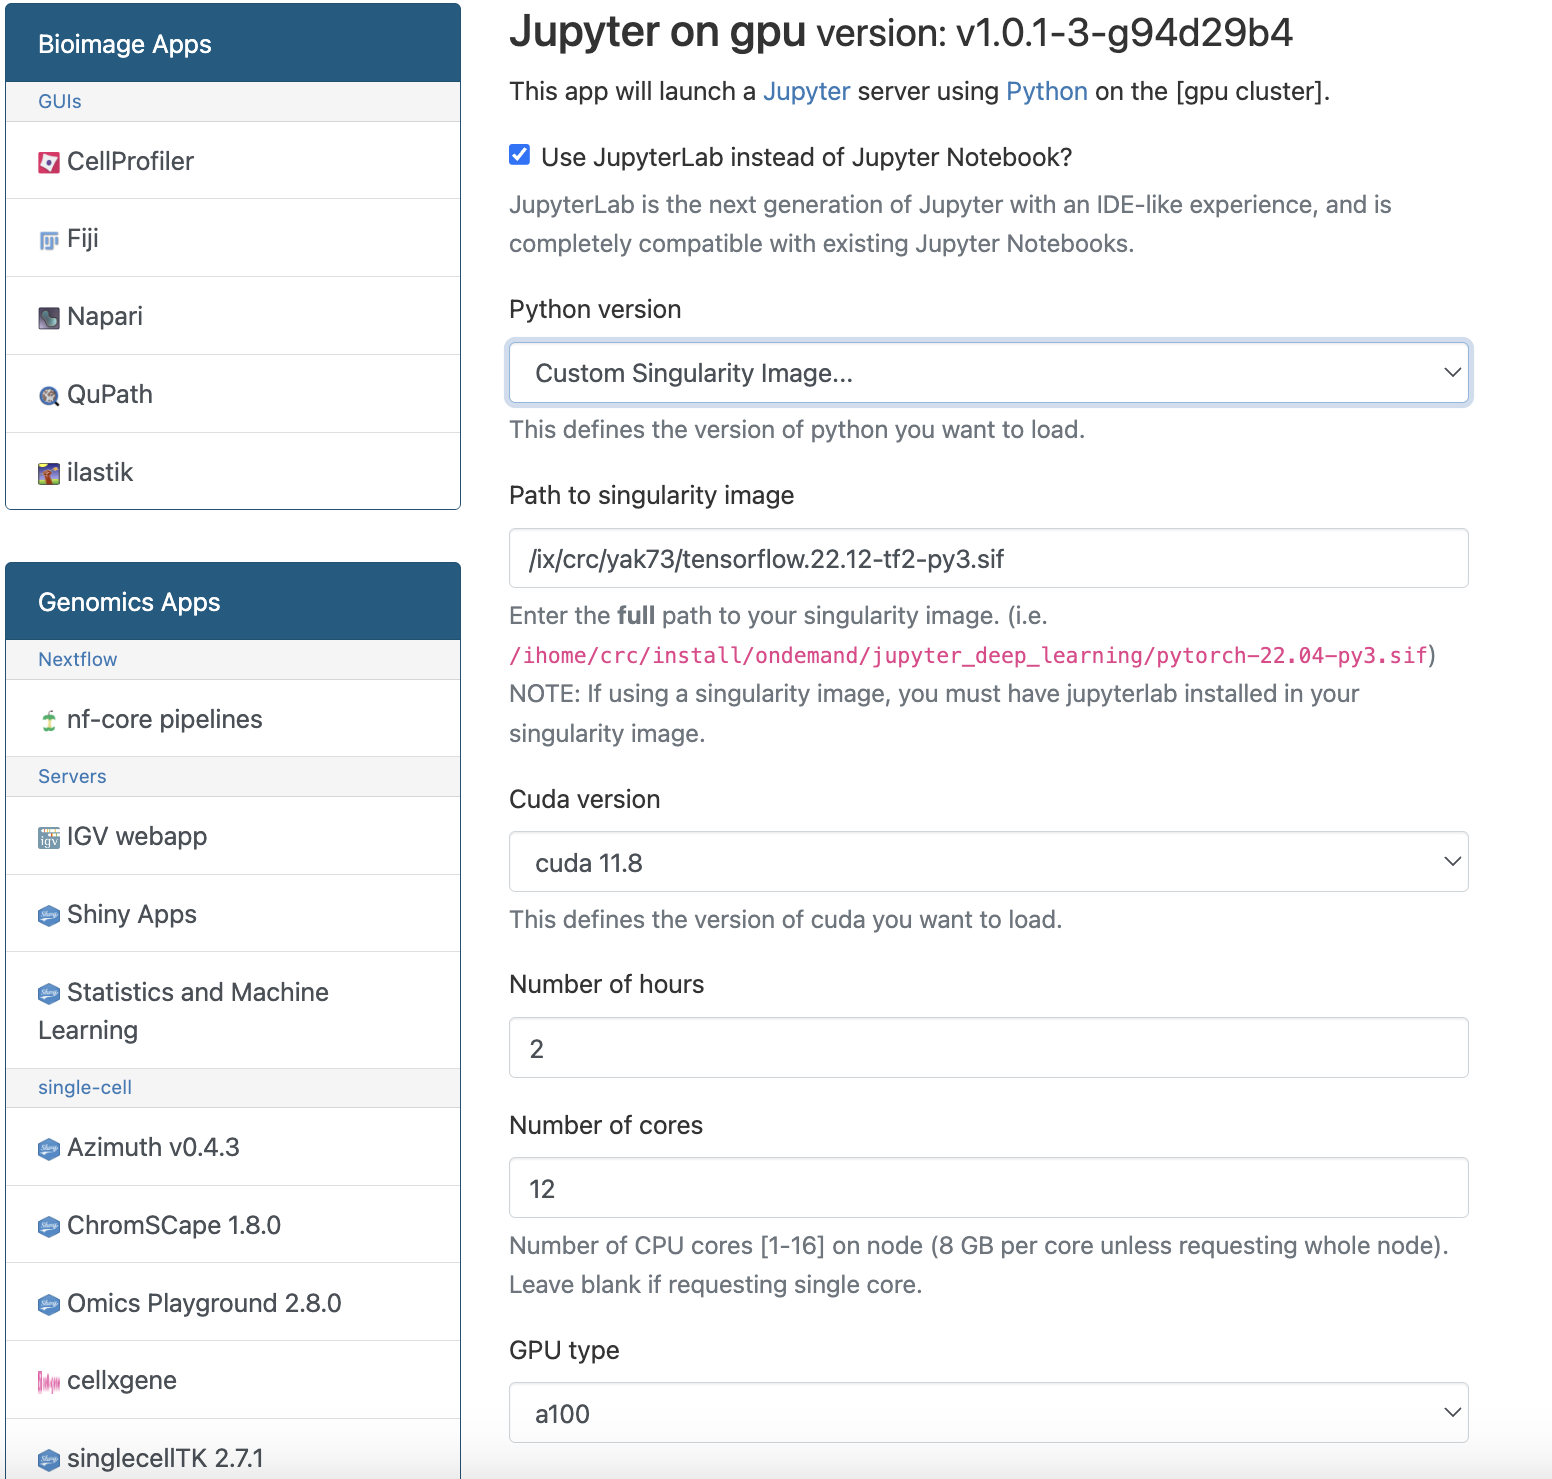 Bioimage Apps
GUIs
CellProfiler
Fiji
Napari
QuPath
ilastik
Genomics Apps
Nextflow
nf-core pipelines
Servers
IGV webapp
Shiny Apps
Statistics and Machine
Learning
single-cell
Azimuth v0.4.3
ChromSCape 1.8.0
Omics Playground 2.8.0
cellxgene
singlecellTK 2.7.1
Jupyter on gpu version: v1.0.1-3-g94d29b4
This app will launch a Jupyter server using Python on the [gpu cluster].
Use JupyterLab instead of Jupyter Notebook?
JupyterLab is the next generation of Jupyter with an IDE-like experience, and is
completely compatible with existing Jupyter Notebooks.
Python version
Custom Singularity Image...
This defines the version of python you want to load.
Path to singularity image
/ix/crc/yak73/tensorflow.22.12-tf2-py3.sif
Enter the full path to your singularity image. (i.e.
/ihome/crc/install/ondemand/jupyter_deep_learning/pytorch-22.04-py3.sif)
NOTE: If using a singularity image, you must have jupyterlab installed in your
singularity image.
Cuda version
cuda 11.8
This defines the version of cuda you want to load.
Number of hours
2
Number of cores
12
Number of CPU cores [1-16] on node (8 GB per core unless requesting whole node).
Leave blank if requesting single core.
GPU type
a100